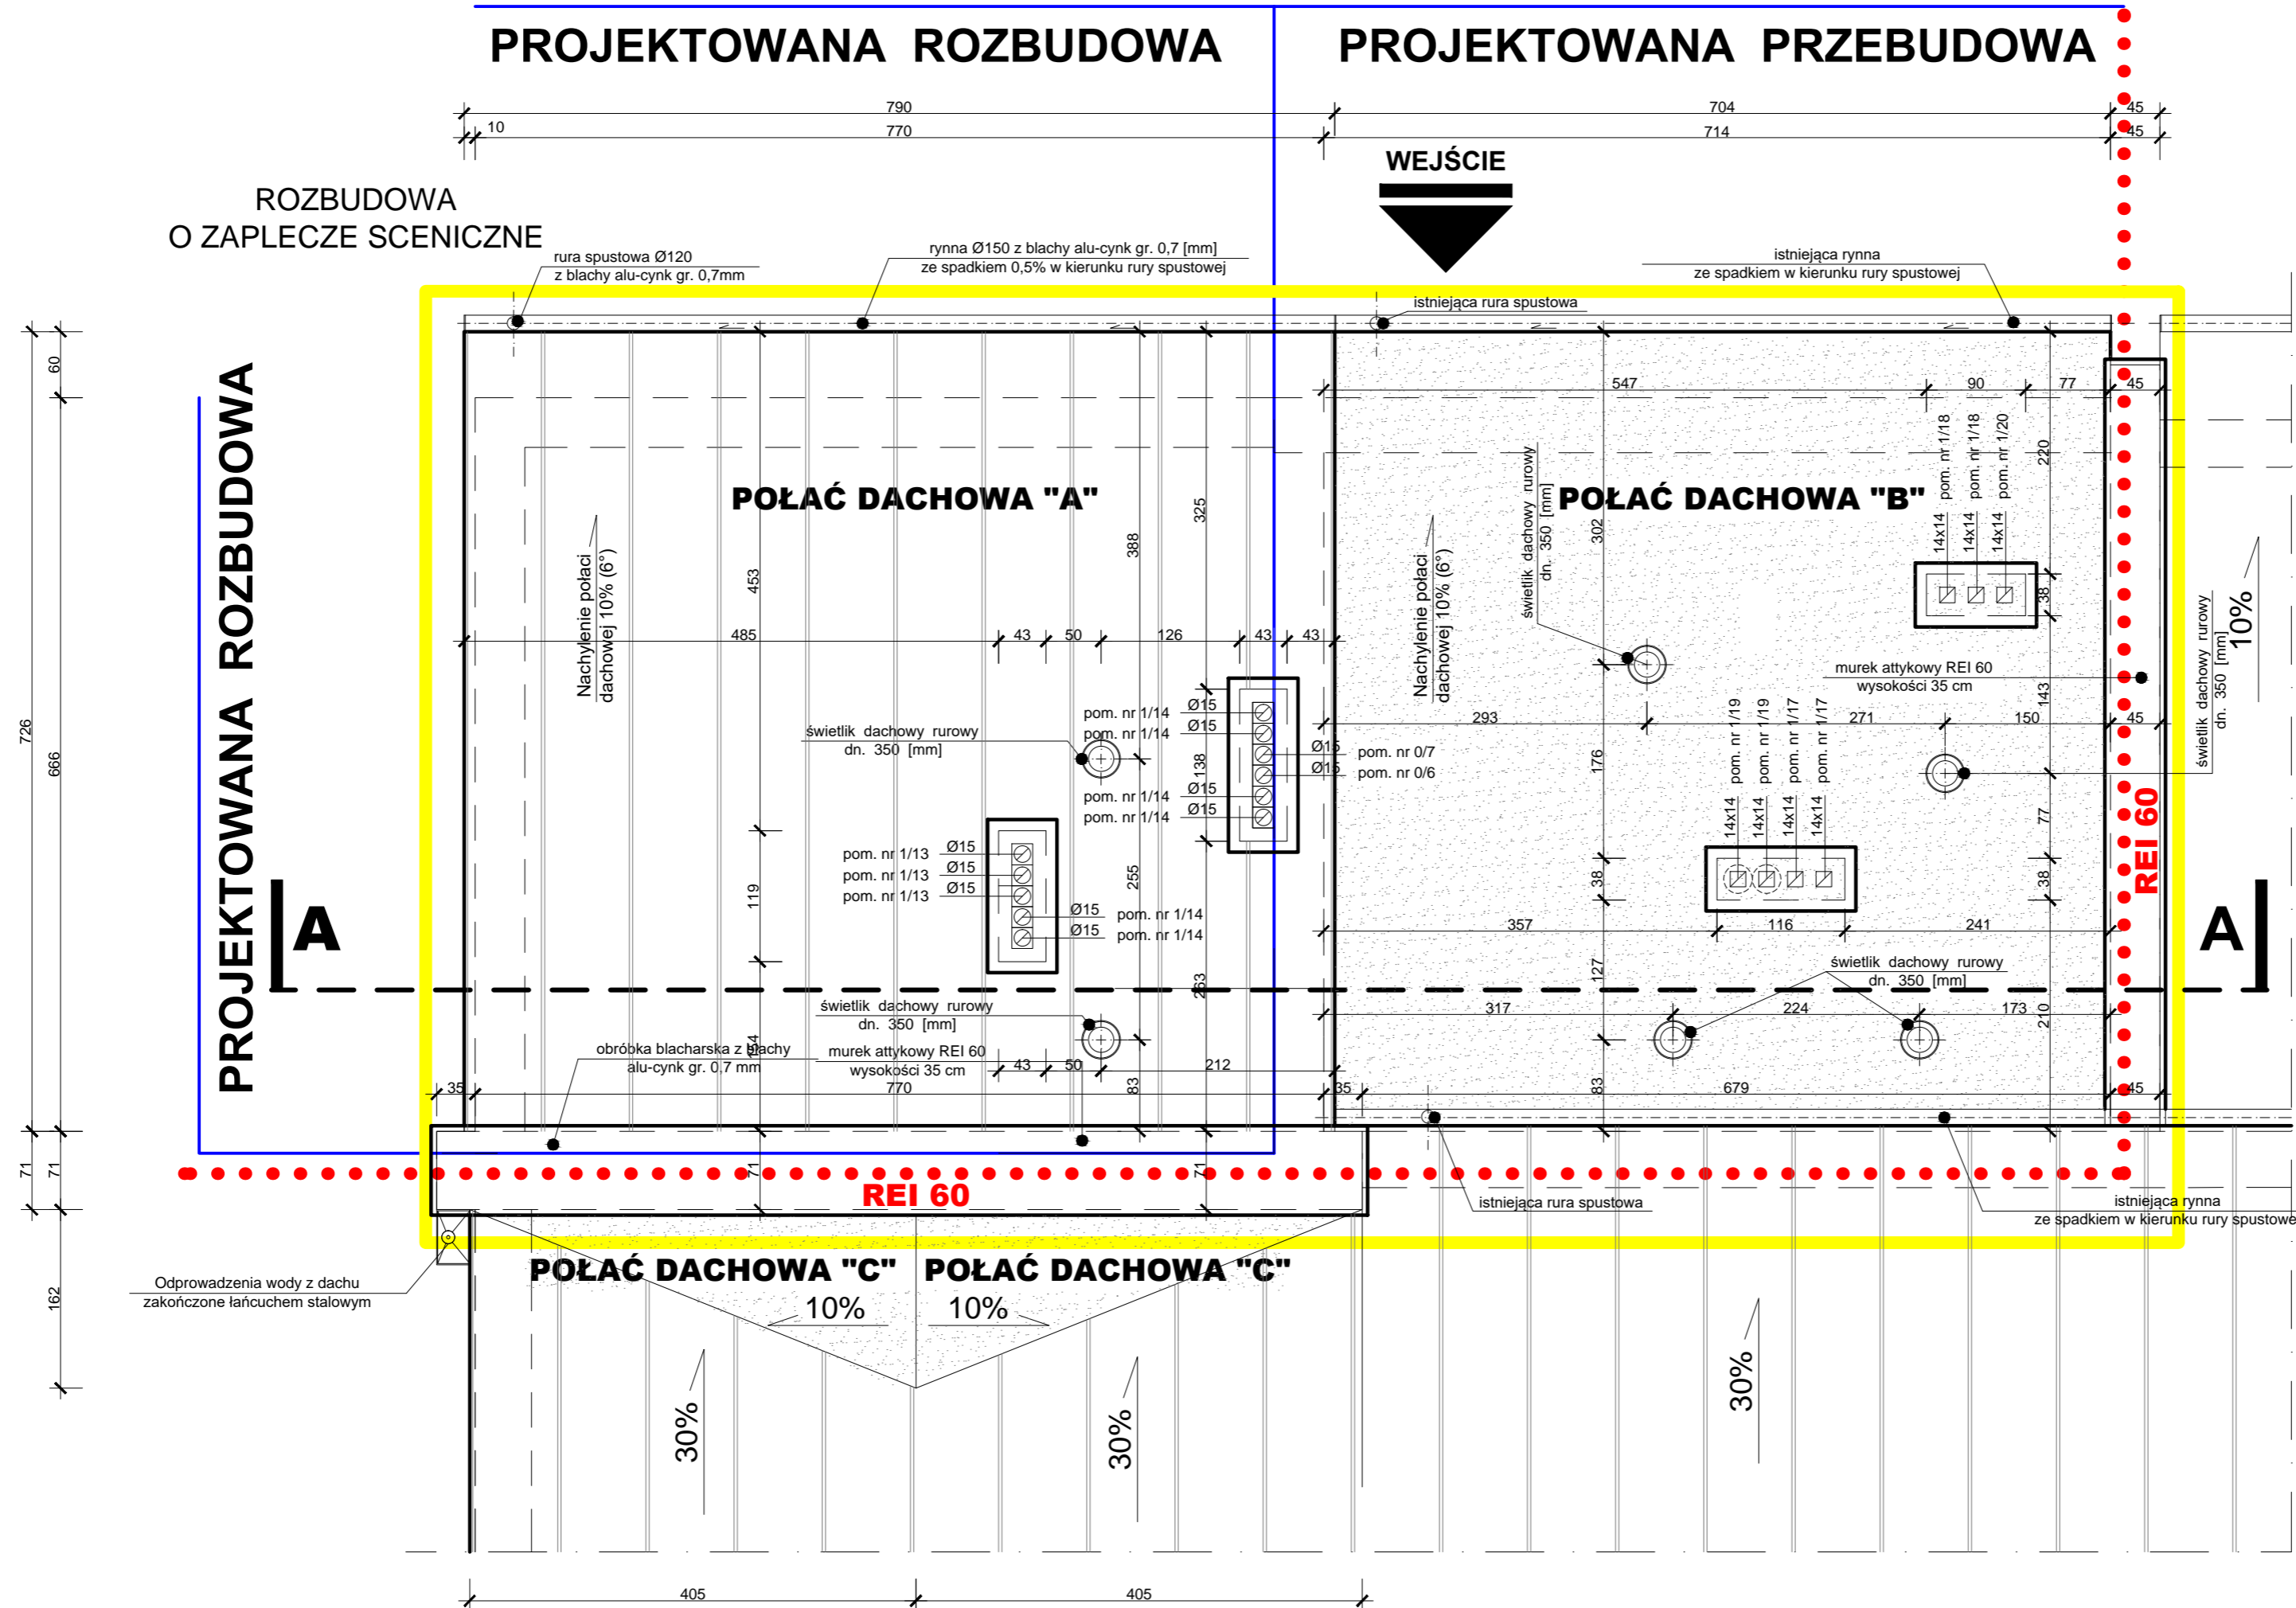 PROJEKTOWANA ROZBUDOWA
PROJEKTOWANA PRZEBUDOWA
790
704
45
10
770
714
45
WEJŚCIE
ROZBUDOWA
O ZAPLECZE SCENICZNE
rura spustowa Ø120
z blachy alu-cynk gr. 0,7mm
rynna Ø150 z blachy alu-cynk gr. 0,7 [mm]
ze spadkiem 0,5% w kierunku rury spustowej
istniejąca rynna
ze spadkiem w kierunku rury spustowej
istniejąca rura spustowa
60
666
726
71
71
162
PROJEKTOWANA ROZBUDOWA
547
90
77
45
POŁAĆ DACHOWA "A"
POŁAĆ DACHOWA "B"
Nachylenie połaci
dachowej 10% (6°)
453
388
325
485
43
50
126
43
43
świetlik dachowy rurowy
dn. 350 [mm]
pom. nr 1/14 Ø15
pom. nr 1/14 Ø15
Ø15 pom. nr 0/7
Ø15 pom. nr 0/6
pom. nr 1/14 Ø15
pom. nr 1/14 Ø15
138
pom. nr 1/13 Ø15
pom. nr 1/13 Ø15
pom. nr 1/13 Ø15
Ø15 pom. nr 1/14
Ø15 pom. nr 1/14
119
255
263
154
Nachylenie połaci
dachowej 10% (6°)
świetlik dachowy rurowy
dn. 350 [mm]
302
14x14 pom. nr 1/18
14x14 pom. nr 1/18
14x14 pom. nr 1/20
220
38
murek attykowy REI 60
wysokości 35 cm
10%
świetlik dachowy rurowy
dn. 350 [mm]
293
271
150
45
143
176
77
14x14 pom. nr 1/19
14x14 pom. nr 1/19
14x14 pom. nr 1/17
14x14 pom. nr 1/17
38
38
REI 60
357
116
241
A
A
127
świetlik dachowy rurowy
dn. 350 [mm]
317
224
173
210
świetlik dachowy rurowy
dn. 350 [mm]
obróbka blacharska z blachy
alu-cynk gr. 0,7 mm
murek attykowy REI 60
wysokości 35 cm
43
50
212
35
770
83
35
83
679
45
71
71
REI 60
istniejąca rura spustowa
istniejąca rynna
ze spadkiem w kierunku rury spustowe
Odprowadzenia wody z dachu
zakończone łańcuchem stalowym
POŁAĆ DACHOWA "C"
POŁAĆ DACHOWA "C"
10%
10%
30%
30%
30%
405
405